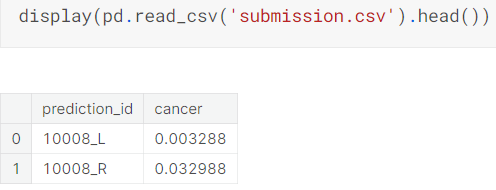 display(pd.read_csv('submission.csv').head())
prediction_id cancer
0 10008_L 0.003288
1 10008_R 0.032988